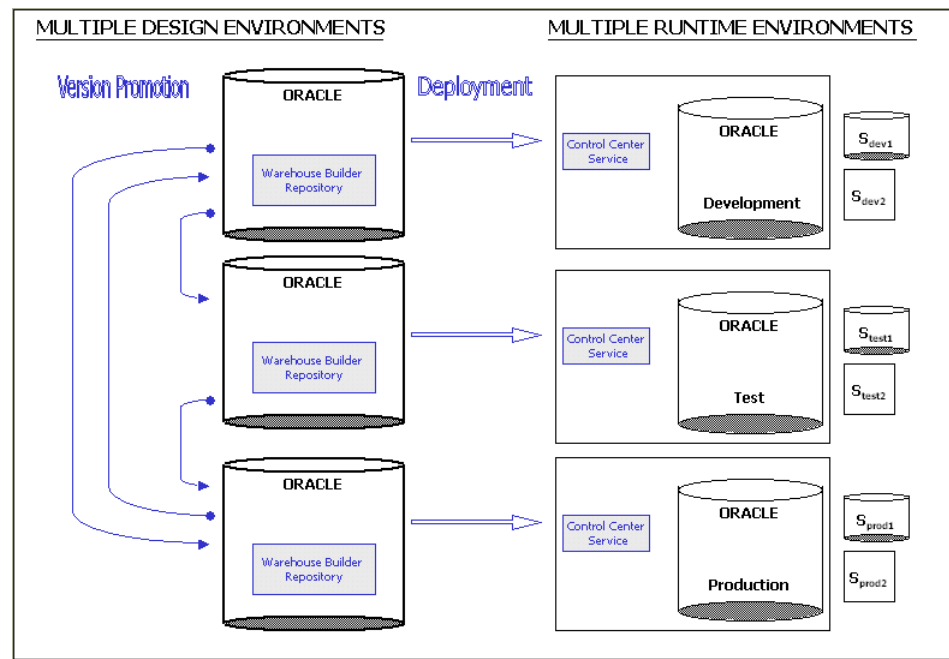 MULTIPLE DESIGN ENVIRONMENTS
MULTIPLE RUNTIME ENVIRONMENTS
Version Promotion
Deployment
ORACLE
Warehouse Builder
Repository
Control Center
Service
ORACLE
Development
Sdev1
Sdev2
ORACLE
Warehouse Builder
Repository
Control Center
Service
ORACLE
Test
Stest1
Stest2
ORACLE
Warehouse Builder
Repository
Control Center
Service
ORACLE
Production
Sprod1
Sprod2